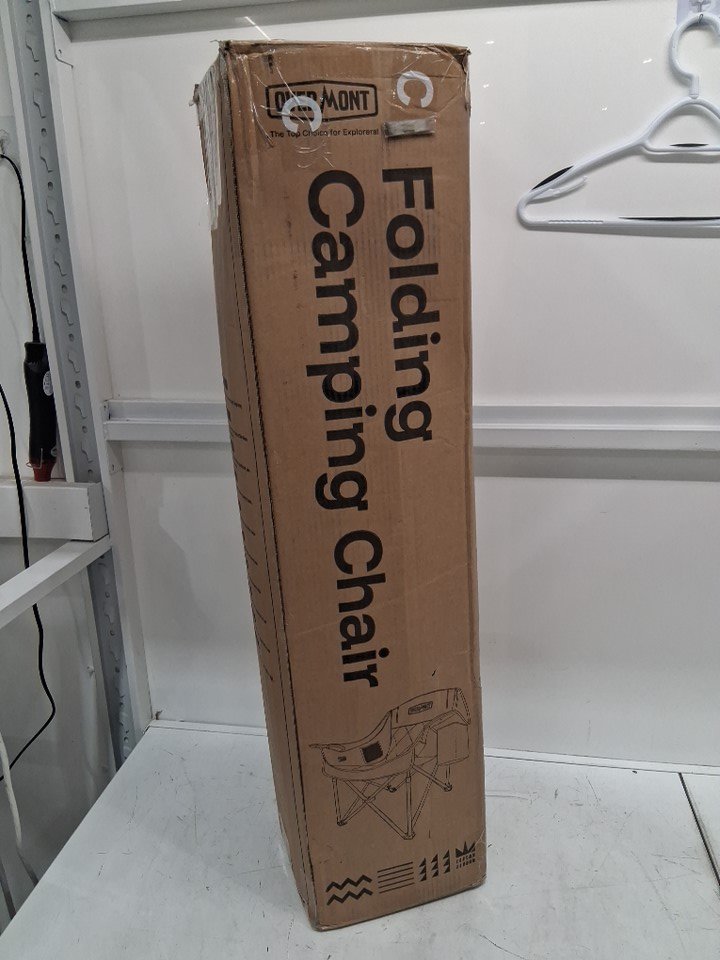 OVERMONT
The Top Choice for Explorers!
C
C
Folding
Camping Chair